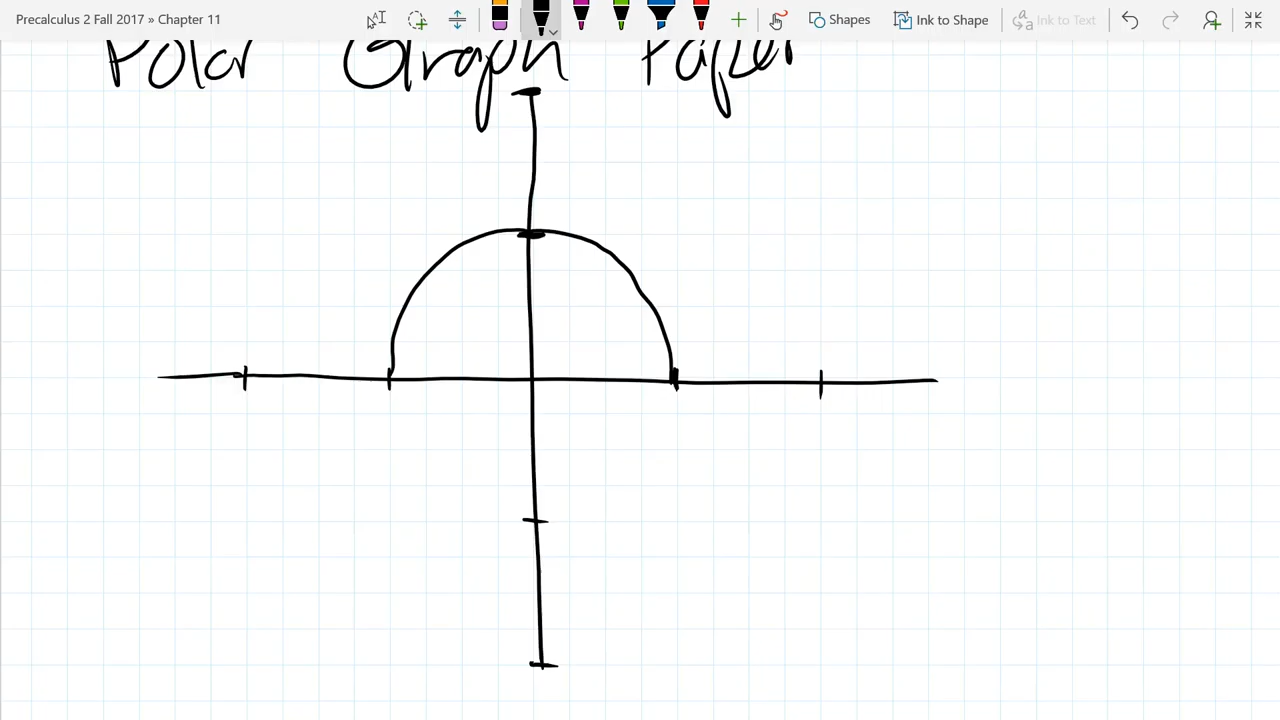 Precalculus 2 Fall 2017 » Chapter 11
Shapes
Ink to Shape
Ink to Text
Polar Graph Paper